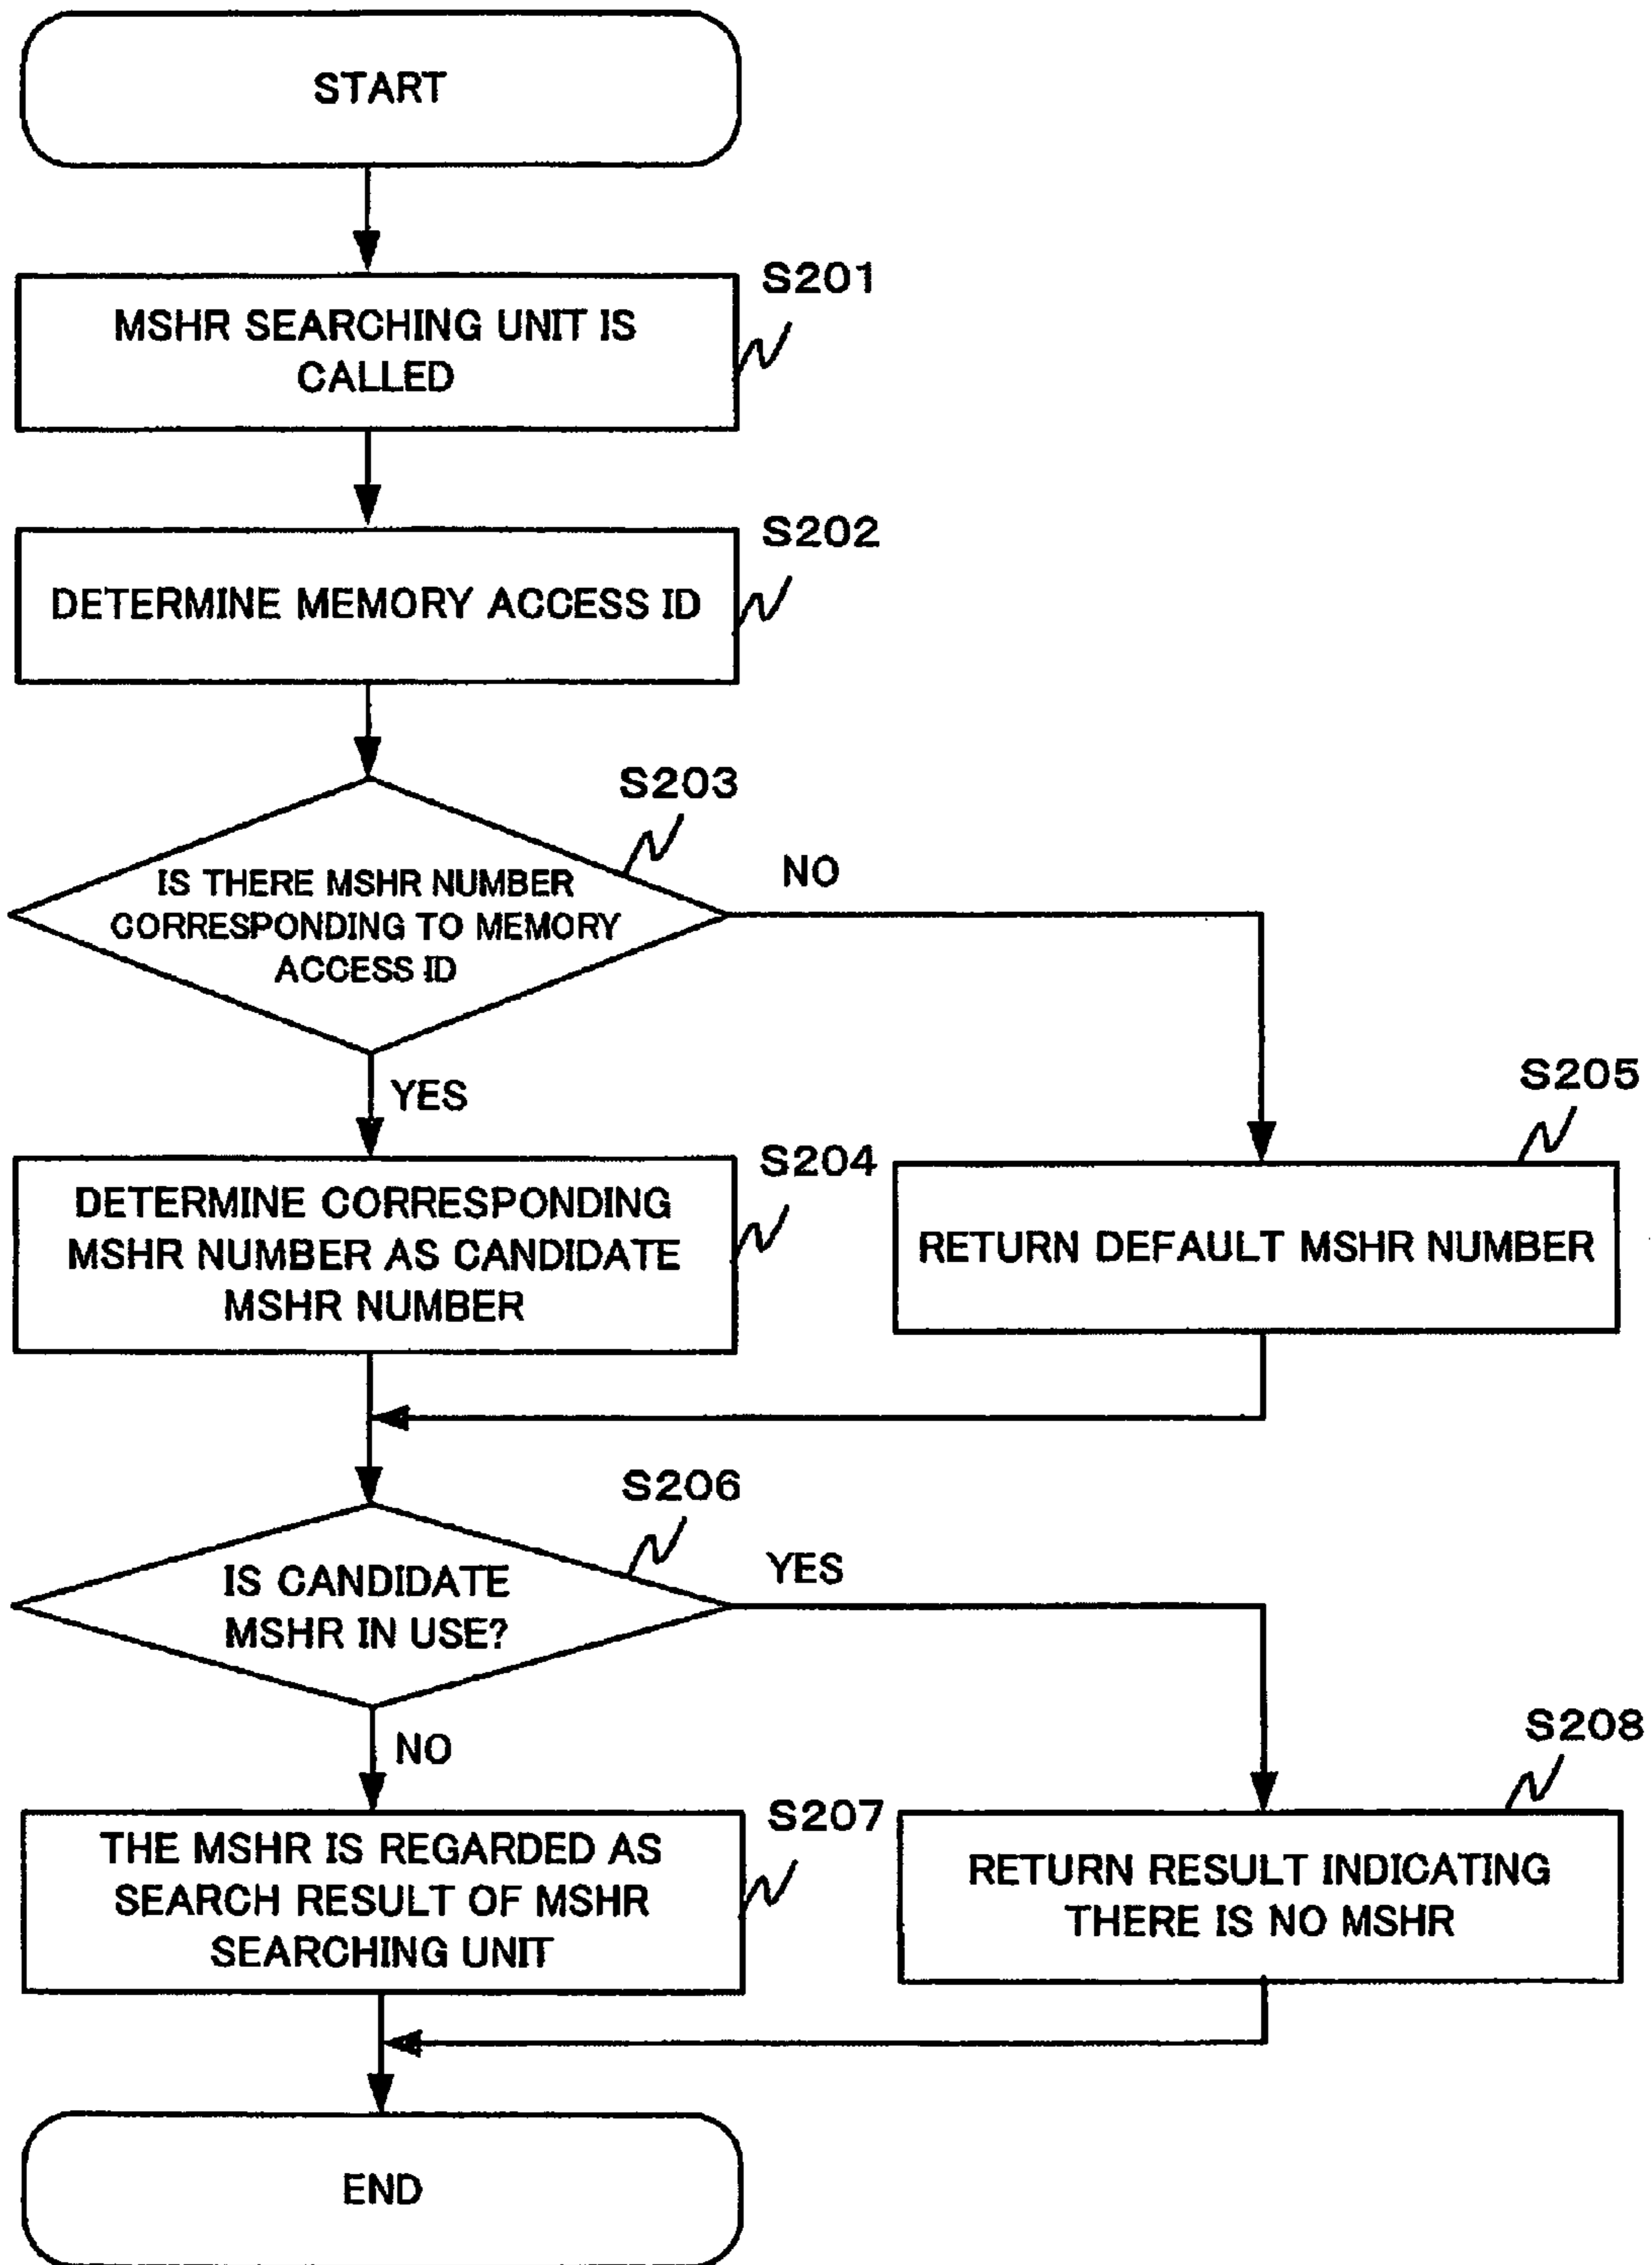 START
S201
MSHR SEARCHING UNIT IS
CALLED
S202
DETERMINE MEMORY ACCESS ID
S203
IS THERE MSHR NUMBER
CORRESPONDING TO MEMORY
ACCESS ID
NO
YES
S204
DETERMINE CORRESPONDING
MSHR NUMBER AS CANDIDATE
MSHR NUMBER
S205
RETURN DEFAULT MSHR NUMBER
S206
IS CANDIDATE
MSHR IN USE?
YES
NO
S207
THE MSHR IS REGARDED AS
SEARCH RESULT OF MSHR
SEARCHING UNIT
S208
RETURN RESULT INDICATING
THERE IS NO MSHR
END